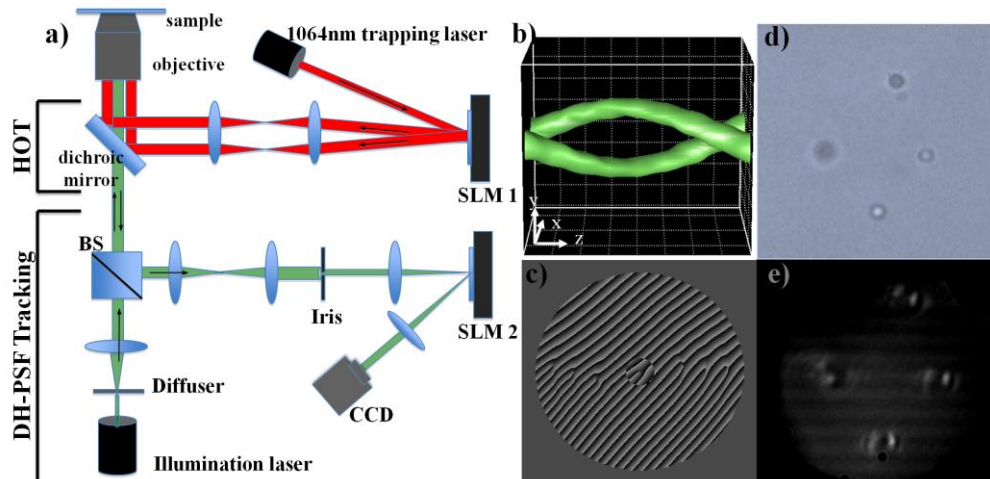 a)
sample
objective
1064nm trapping laser
HOT
dichroic
mirror
SLM 1
DH-PSF Tracking
BS
Iris
SLM 2
Diffuser
CCD
Illumination laser
b)
y
x
z
c)
d)
e)